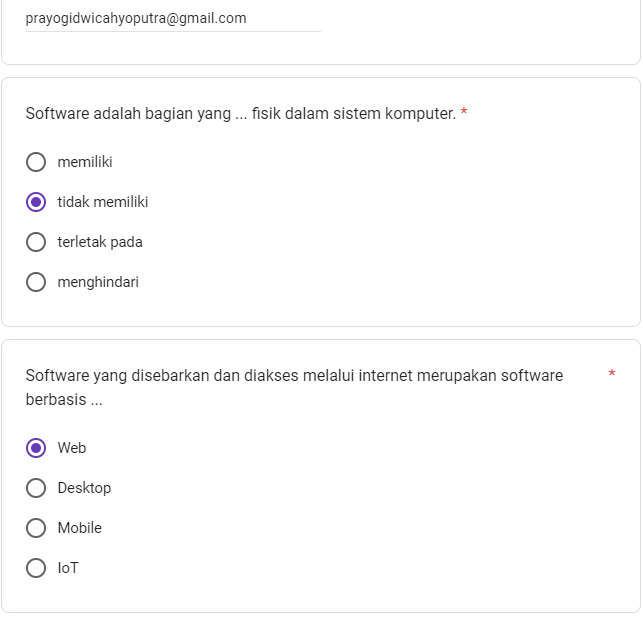 prayogidwicahyoputra@gmail.com
Software adalah bagian yang ... fisik dalam sistem komputer. *
memiliki
tidak memiliki
terletak pada
menghindari
Software yang disebarkan dan diakses melalui internet merupakan software *
berbasis ...
Web
Desktop
Mobile
IoT